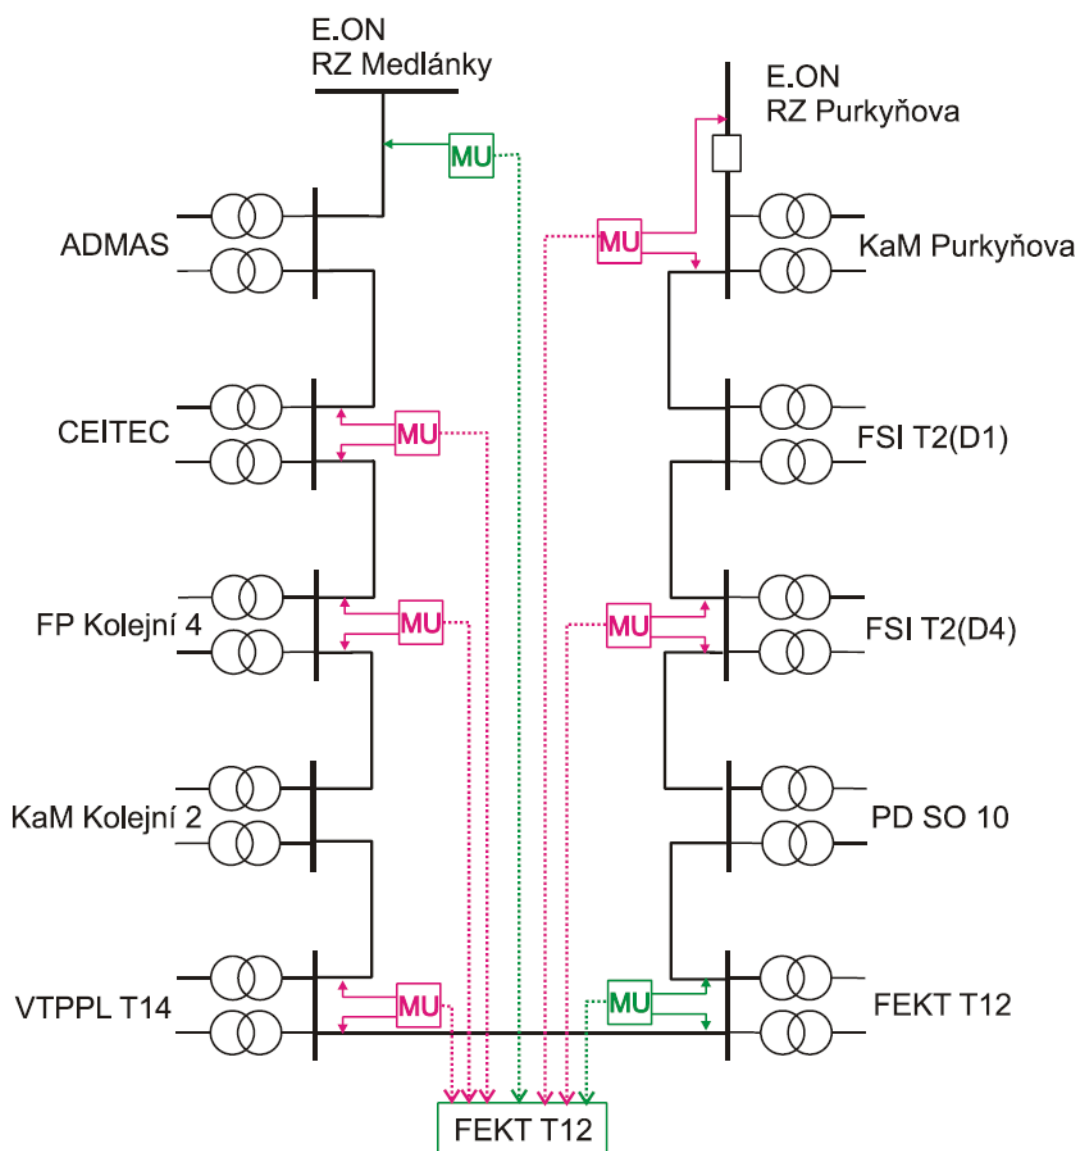 E.ON
RZ Medlánky
E.ON
RZ Purkyňova
MU
MU
ADMAS
KaM Purkyňova
CEITEC
MU
FSI T2(D1)
FP Kolejní 4
MU
MU
FSI T2(D4)
KaM Kolejní 2
PD SO 10
VTPPL T14
MU
MU
FEKT T12
FEKT T12